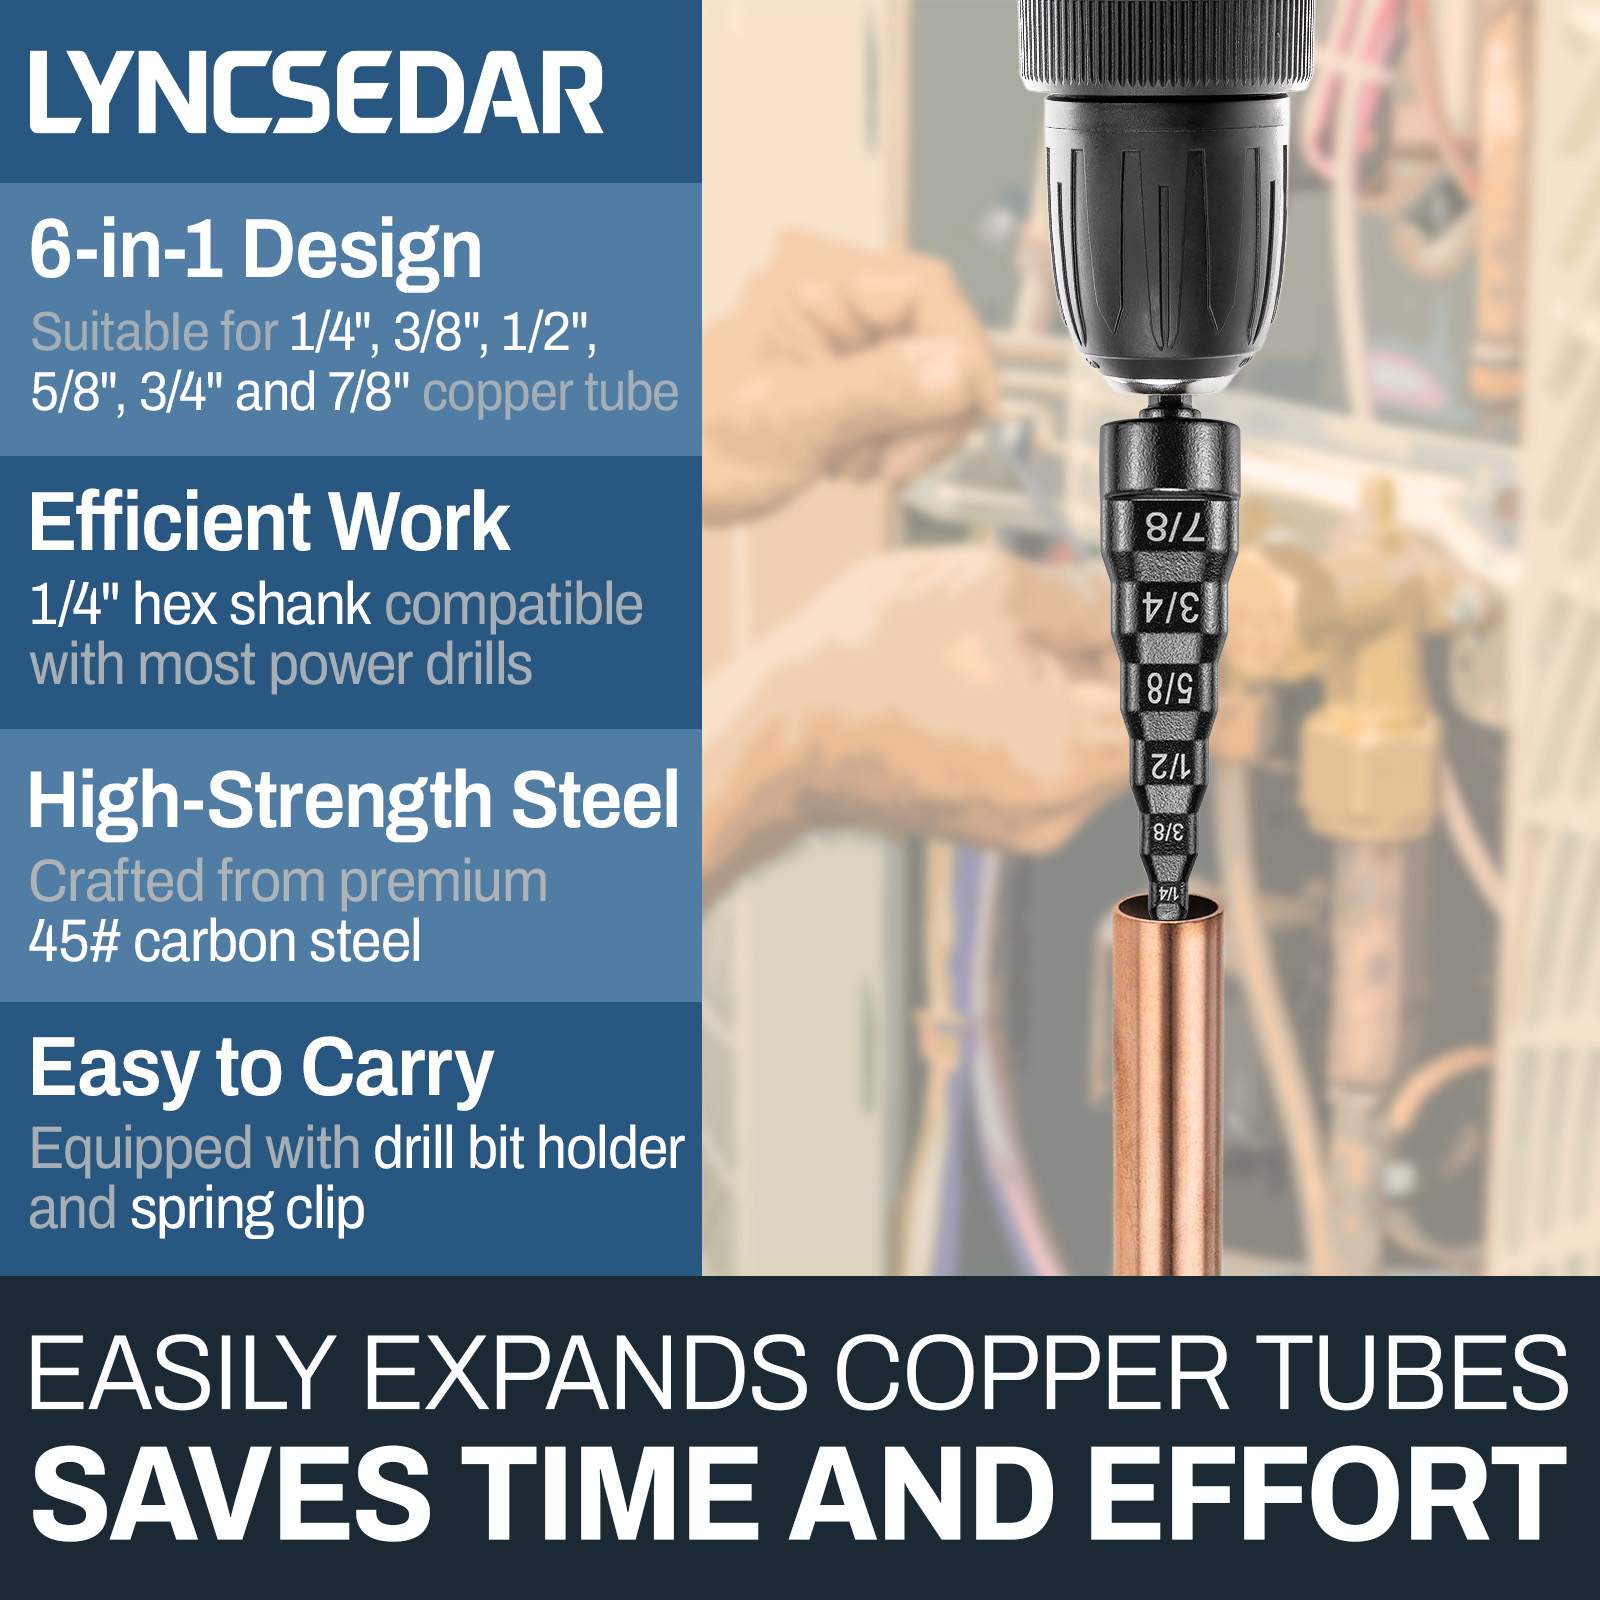 LYNCSEDAR
6-in-1 Design
Suitable for 1/4", 3/8", 1/2",
5/8", 3/4" and 7/8" copper tube
Efficient Work
1/4" hex shank compatible
with most power drills
High-Strength Steel
Crafted from premium
45# carbon steel
Easy to Carry
Equipped with drill bit holder
and spring clip
7/8
3/4
5/8
1/2
3/8
1/4
EASILY EXPANDS COPPER TUBES
SAVES TIME AND EFFORT